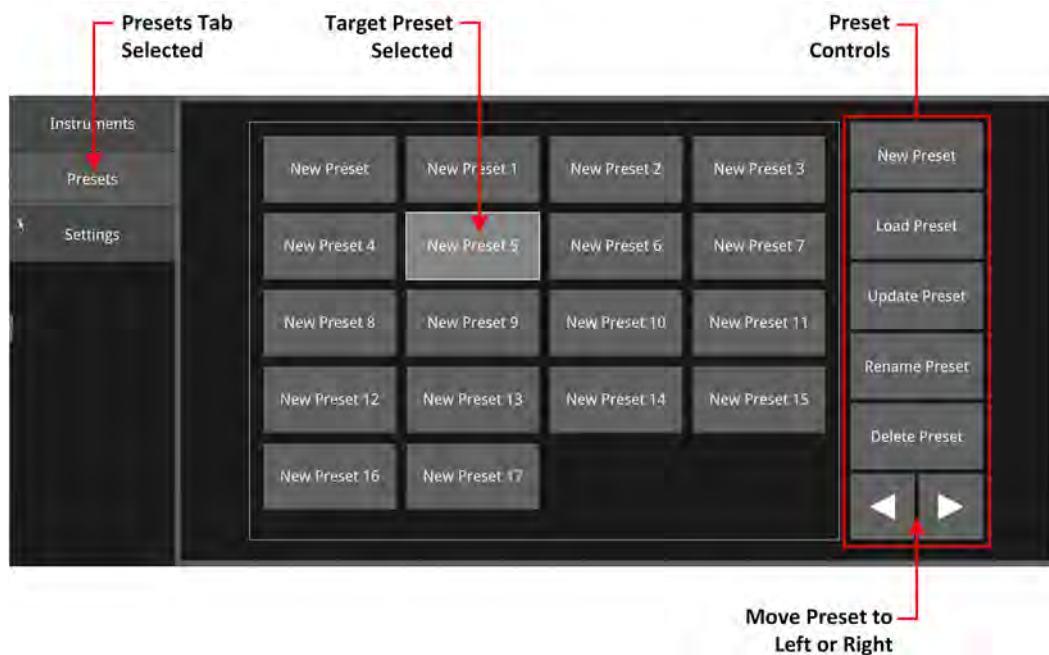 Presets Tab
Selected
Target Preset
Selected
Preset
Controls
Instruments
Presets
Settings
New Preset
New Preset 1
New Preset 2
New Preset 3
New Preset 4
New Preset 5
New Preset 6
New Preset 7
New Preset 8
New Preset 9
New Preset 10
New Preset 11
New Preset 12
New Preset 13
New Preset 14
New Preset 15
New Preset 16
New Preset 17
New Preset
Load Preset
Update Preset
Rename Preset
Delete Preset
Move Preset to
Left or Right